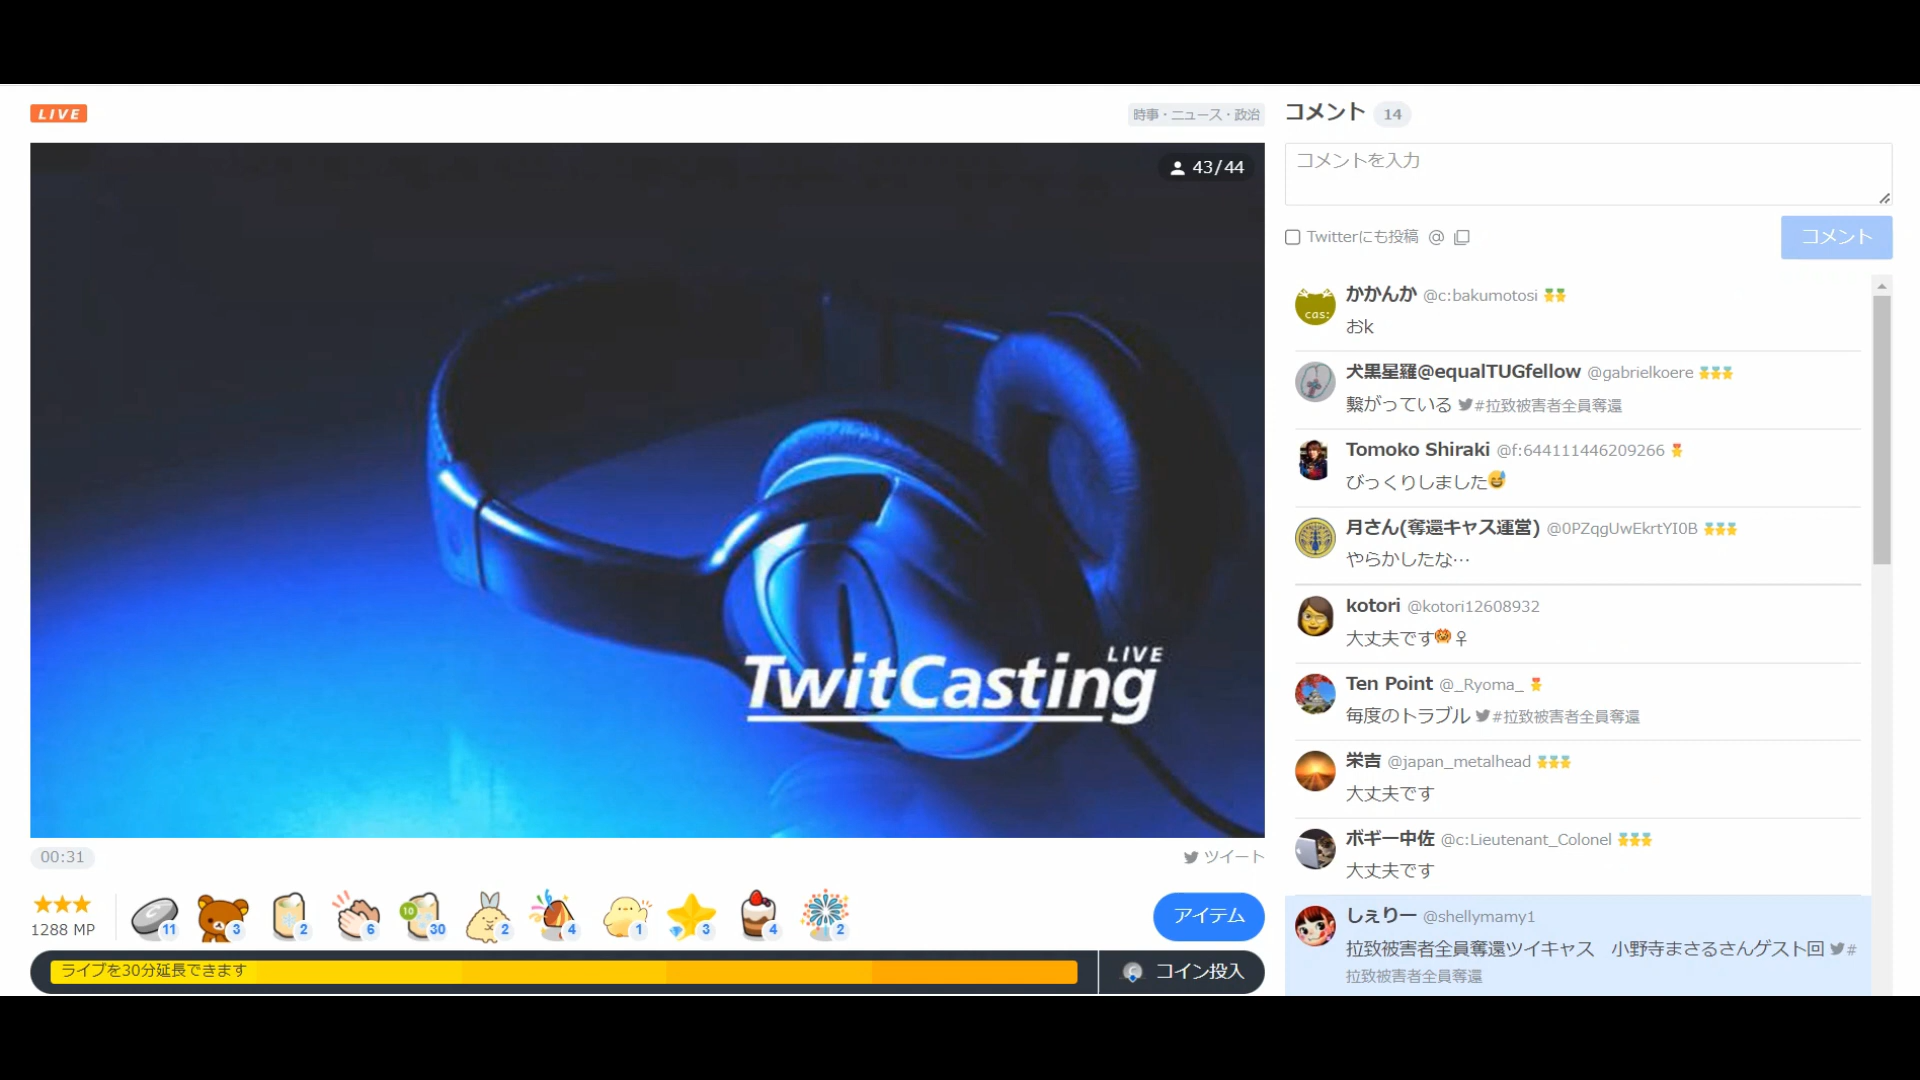 LIVE
時事・ニュース・政治
43/44
TwitCasting LIVE
00:31
ツイート
1288 MP
11
3
2
6
10
30
2
4
1
3
4
2
アイテム
ライブを30分延長できます
コイン投入
コメント 14
コメントを入力
Twitterにも投稿 @
コメント
cas:
かかんか @c:bakumotosi
おk
犬黒星羅@equalTUGfellow @gabrielkoere
繋がっている #拉致被害者全員奪還
Tomoko Shiraki @f:644111446209266
びっくりしました😅
月さん(奪還キャス運営) @0PZqgUwEkrtYI0B
やらかしたな…
kotori @kotori12608932
大丈夫です🙆♀
Ten Point @_Ryoma_
毎度のトラブル #拉致被害者全員奪還
栄吉 @japan_metalhead
大丈夫です
ボギー中佐 @c:Lieutenant_Colonel
大丈夫です
しぇりー @shellymamy1
拉致被害者全員奪還ツイキャス 小野寺まさるさんゲスト回 #
拉致被害者全員奪還